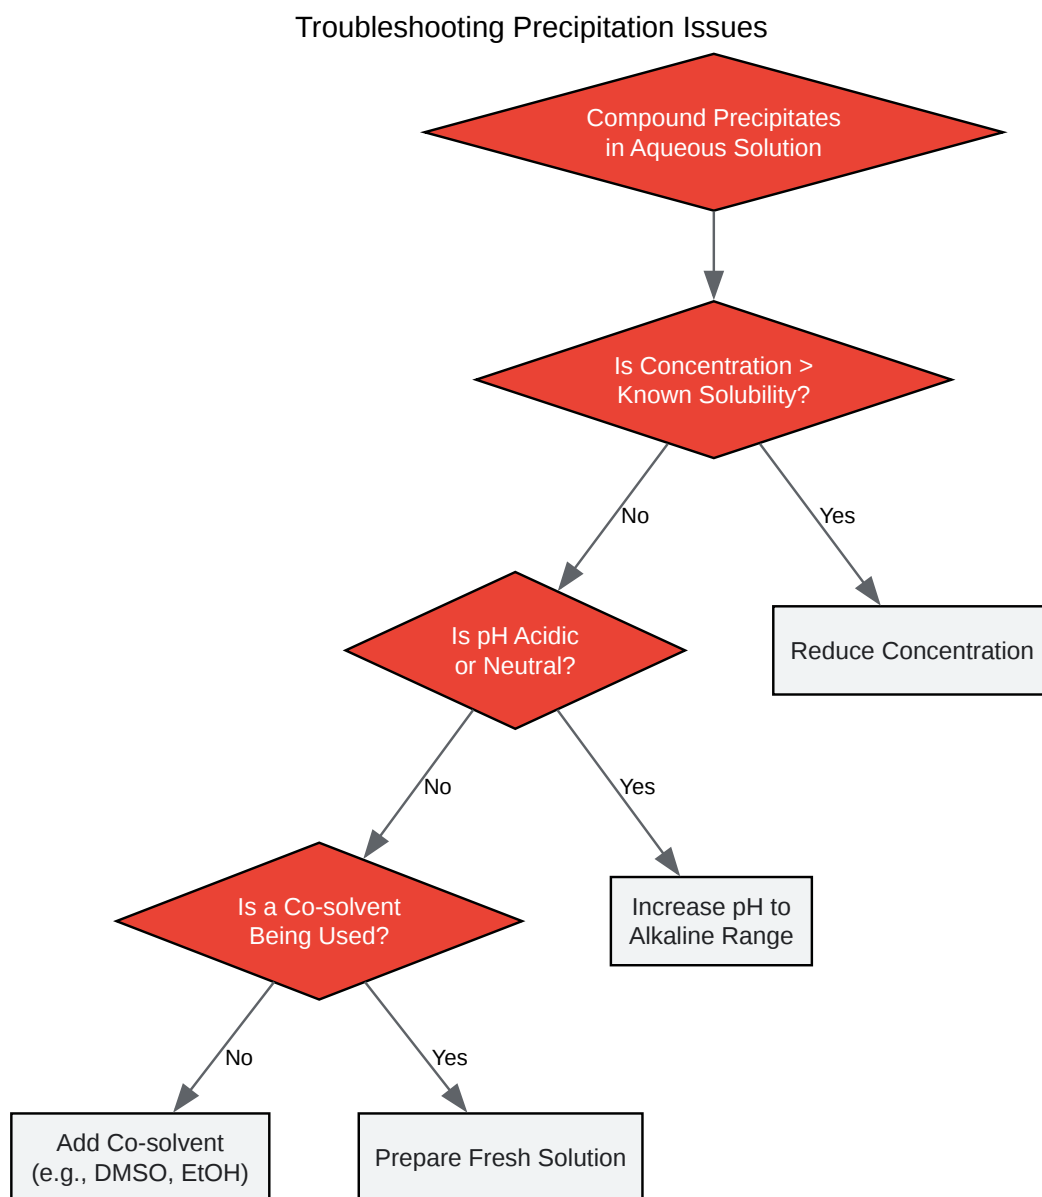 Troubleshooting Precipitation Issues
Compound Precipitates
in Aqueous Solution
Is Concentration >
Known Solubility?
No
Yes
Is pH Acidic
or Neutral?
Reduce Concentration
No
Yes
Is a Co-solvent
Being Used?
Increase pH to
Alkaline Range
No
Yes
Add Co-solvent
(e.g., DMSO, EtOH)
Prepare Fresh Solution